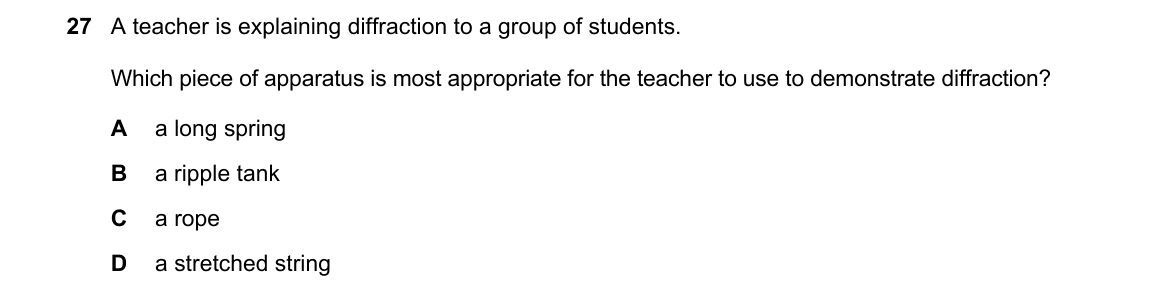 27 A teacher is explaining diffraction to a group of students.
Which piece of apparatus is most appropriate for the teacher to use to demonstrate diffraction?
A a long spring
B a ripple tank
C a rope
D a stretched string